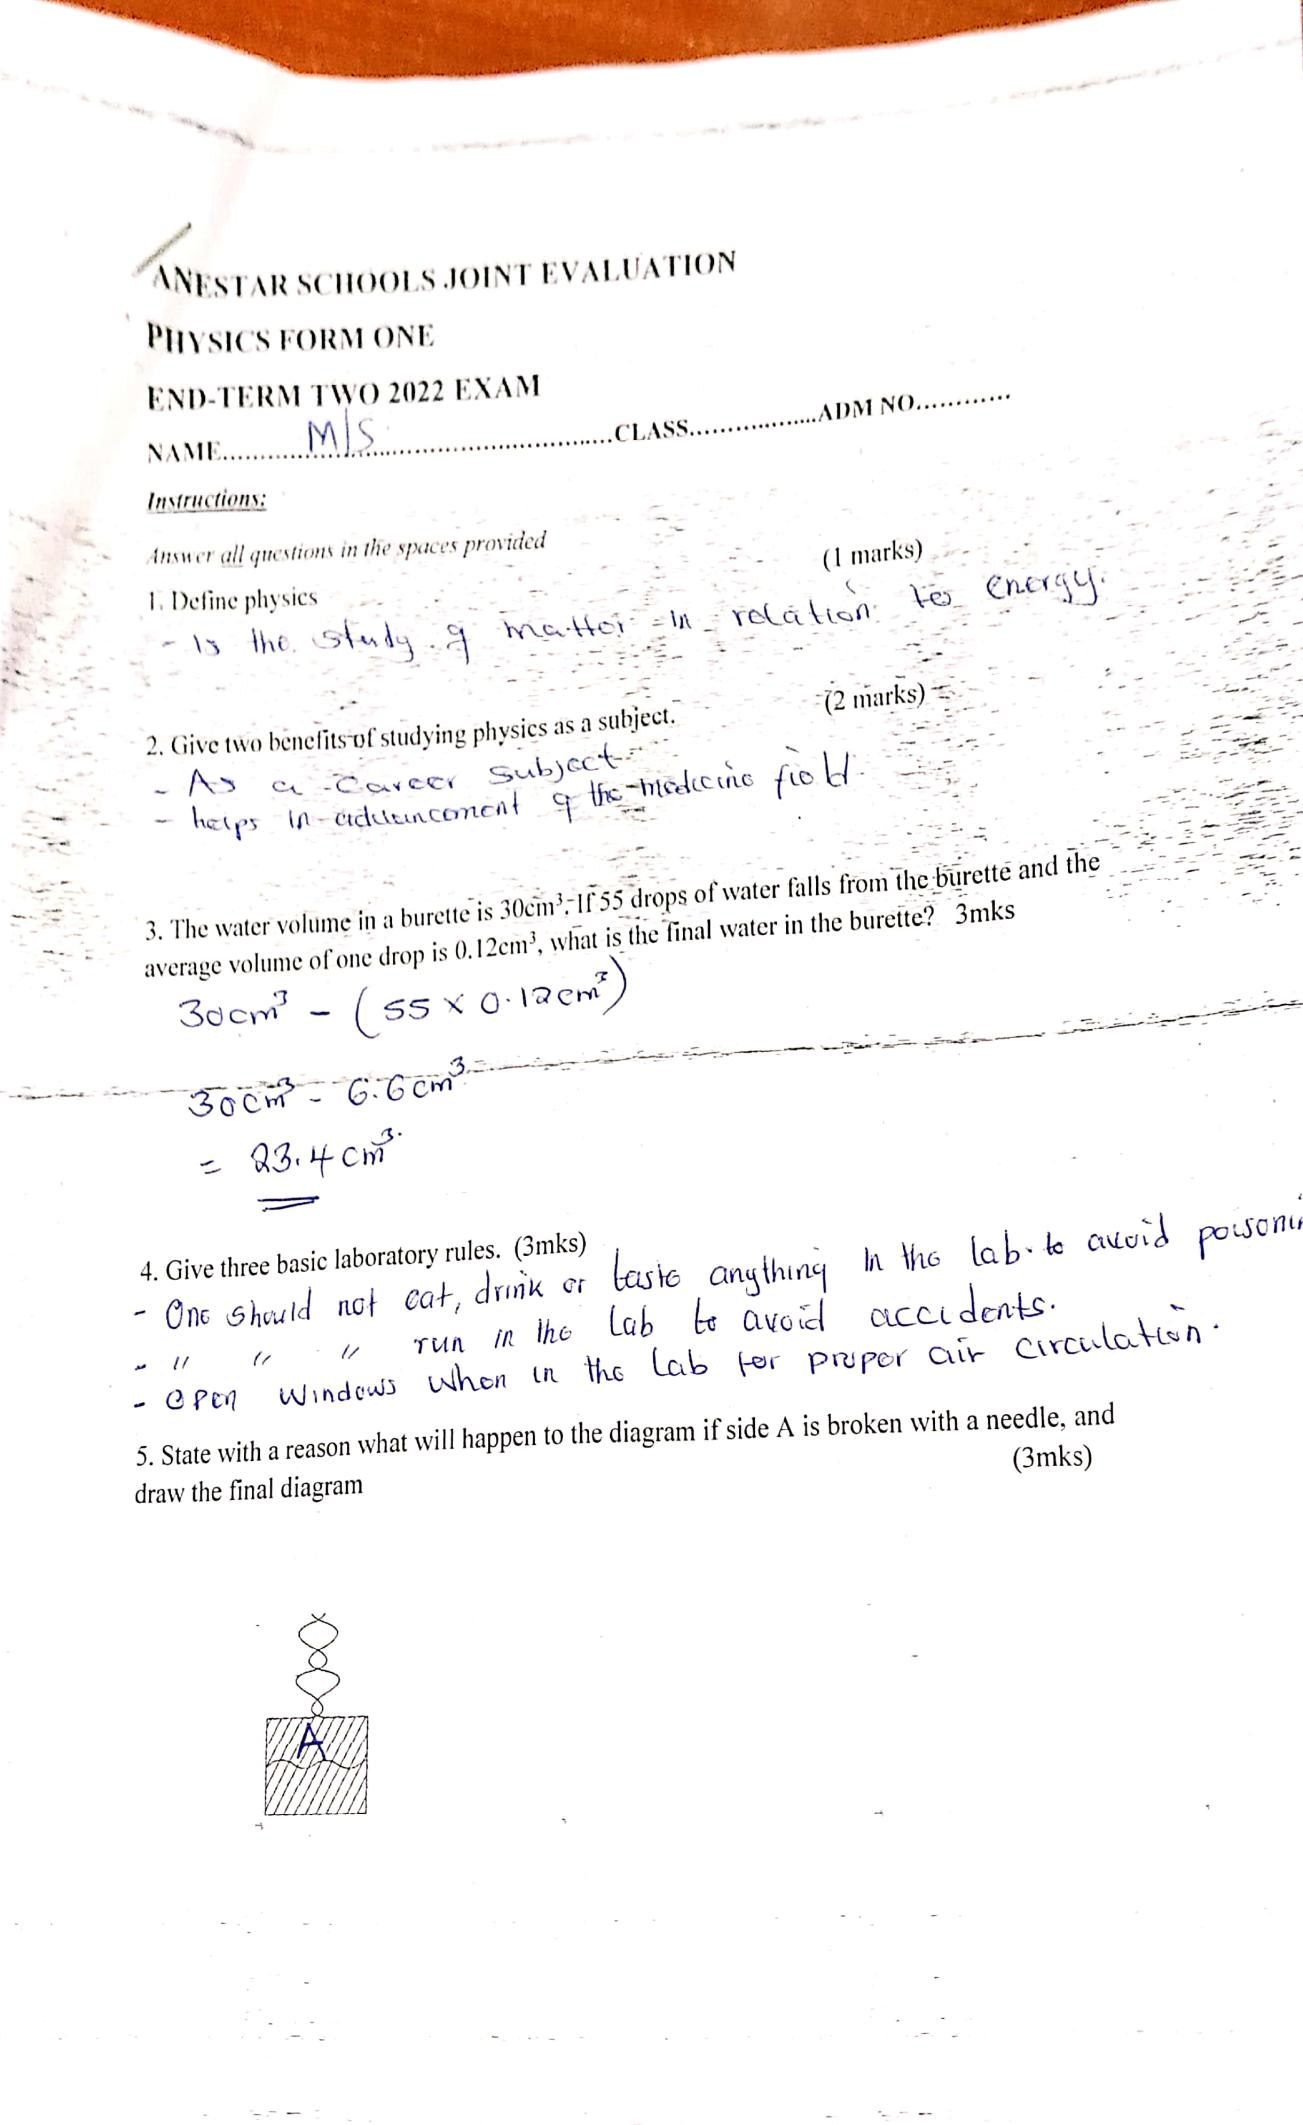 ANESTAR SCHOOLS JOINT EVALUATION
PHYSICS FORM ONE
END-TERM TWO 2022 EXAM
NAME.......M/S.......................CLASS..................ADM NO............
Instructions:
Answer all questions in the spaces provided
1. Define physics (1 marks)
- Is the study of matter in relation to energy.
2. Give two benefits of studying physics as a subject. (2 marks)
- As a career subject
- helps in advancement of the medicine field.
3. The water volume in a burette is 30cm³. If 55 drops of water falls from the burette and the
average volume of one drop is 0.12cm³, what is the final water in the burette? 3mks
30cm³ - (55 x 0.12cm³)
30cm³ - 6.6cm³
= 23.4cm³.
4. Give three basic laboratory rules. (3mks)
- One should not eat, drink or taste anything in the lab to avoid
- " " " run in the lab to avoid accidents.
- Open windows when in the lab for proper air circulation.
5. State with a reason what will happen to the diagram if side A is broken with a needle, and
draw the final diagram (3mks)
A